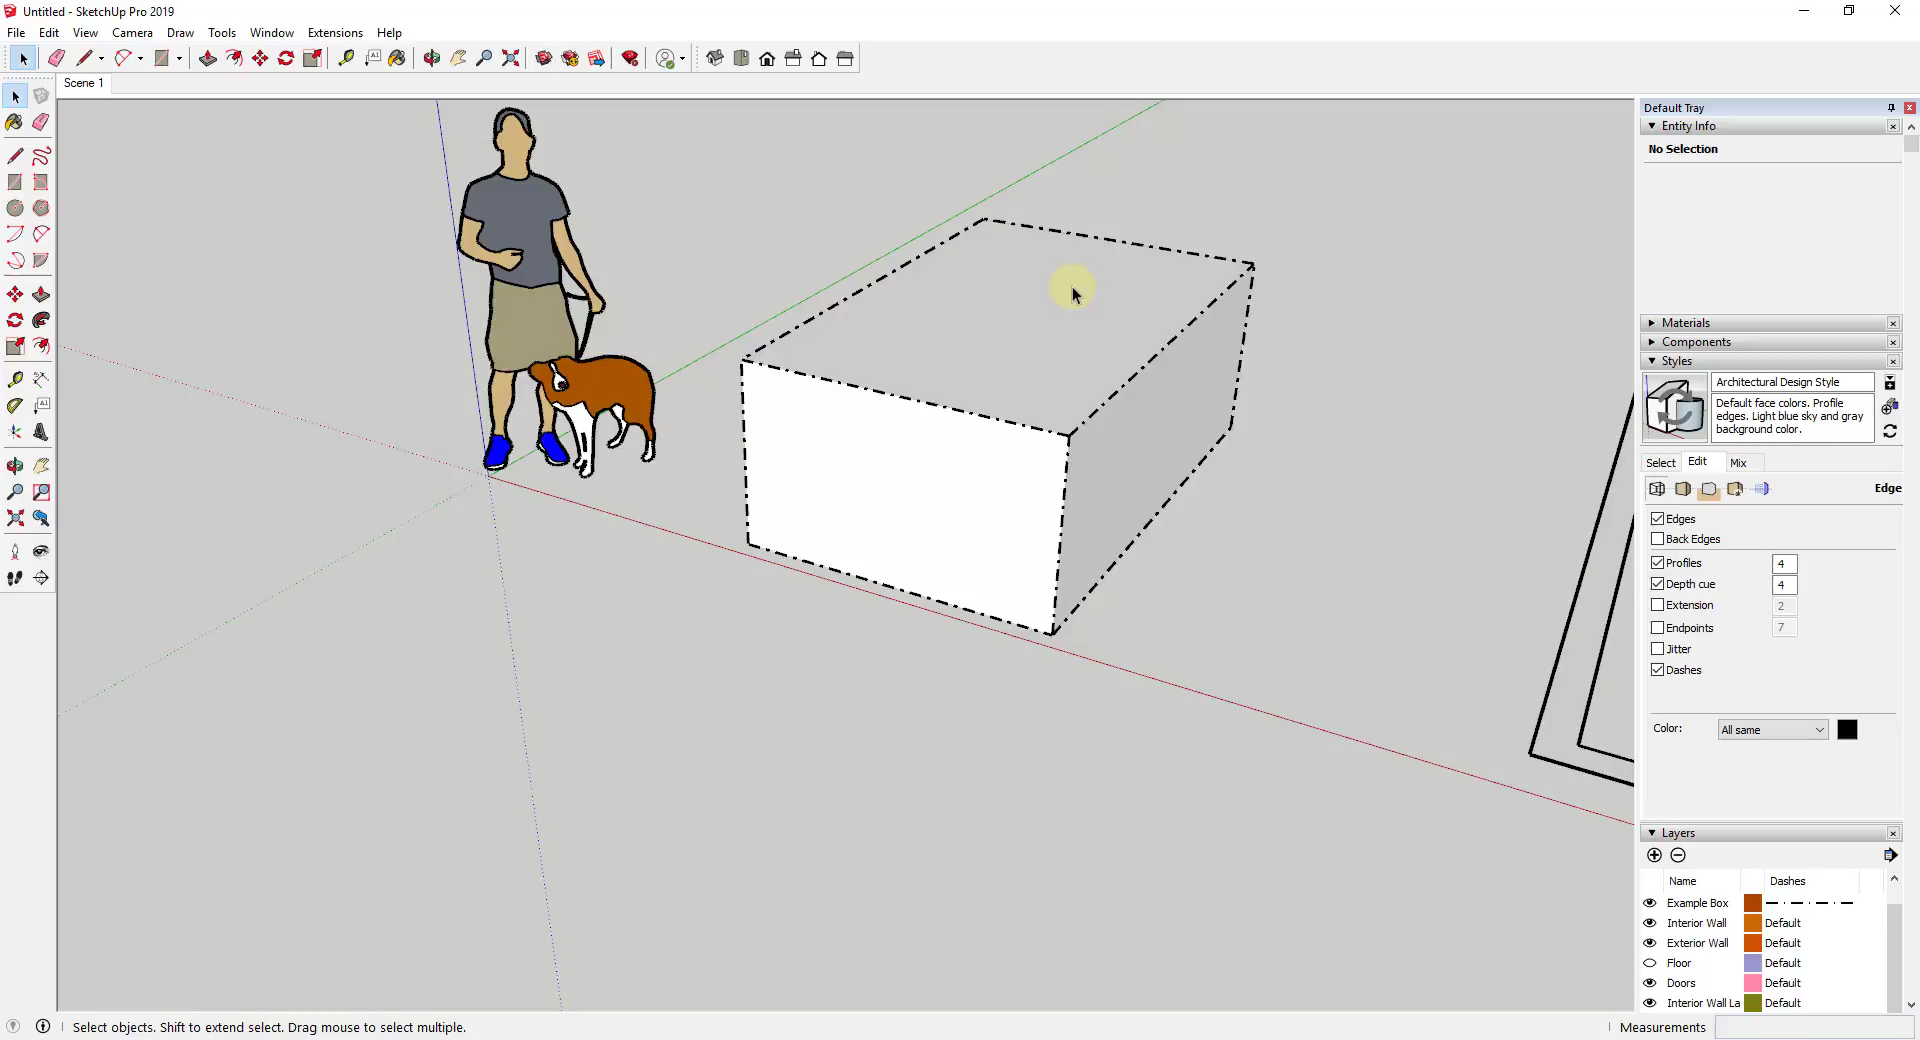 Untitled - SketchUp Pro 2019
File Edit View Camera Draw Tools Window Extensions Help
Scene 1
Default Tray
Entity Info
No Selection
Materials
Components
Styles
Architectural Design Style
Default face colors. Profile
edges. Light blue sky and gray
background color.
Select Edit Mix
Edge
Edges
Back Edges
Profiles 4
Depth cue 4
Extension 2
Endpoints 7
Jitter
Dashes
Color: All same
Layers
Name Dashes
Example Box
Interior Wall Default
Exterior Wall Default
Floor Default
Doors Default
Interior Wall La Default
Select objects. Shift to extend select. Drag mouse to select multiple.
Measurements